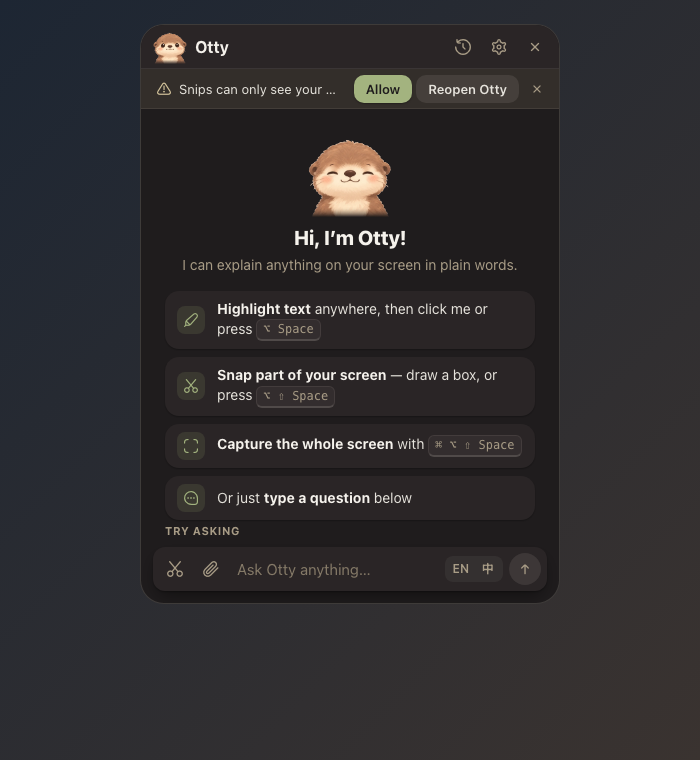 Otty
Snips can only see your ...
Allow
Reopen Otty
Hi, I’m Otty!
I can explain anything on your screen in plain words.
Highlight text anywhere, then click me or
press ⌥ Space
Snap part of your screen — draw a box, or
press ⌥ ⇧ Space
Capture the whole screen with ⌘ ⌥ ⇧ Space
Or just type a question below
TRY ASKING
Ask Otty anything...
EN 中